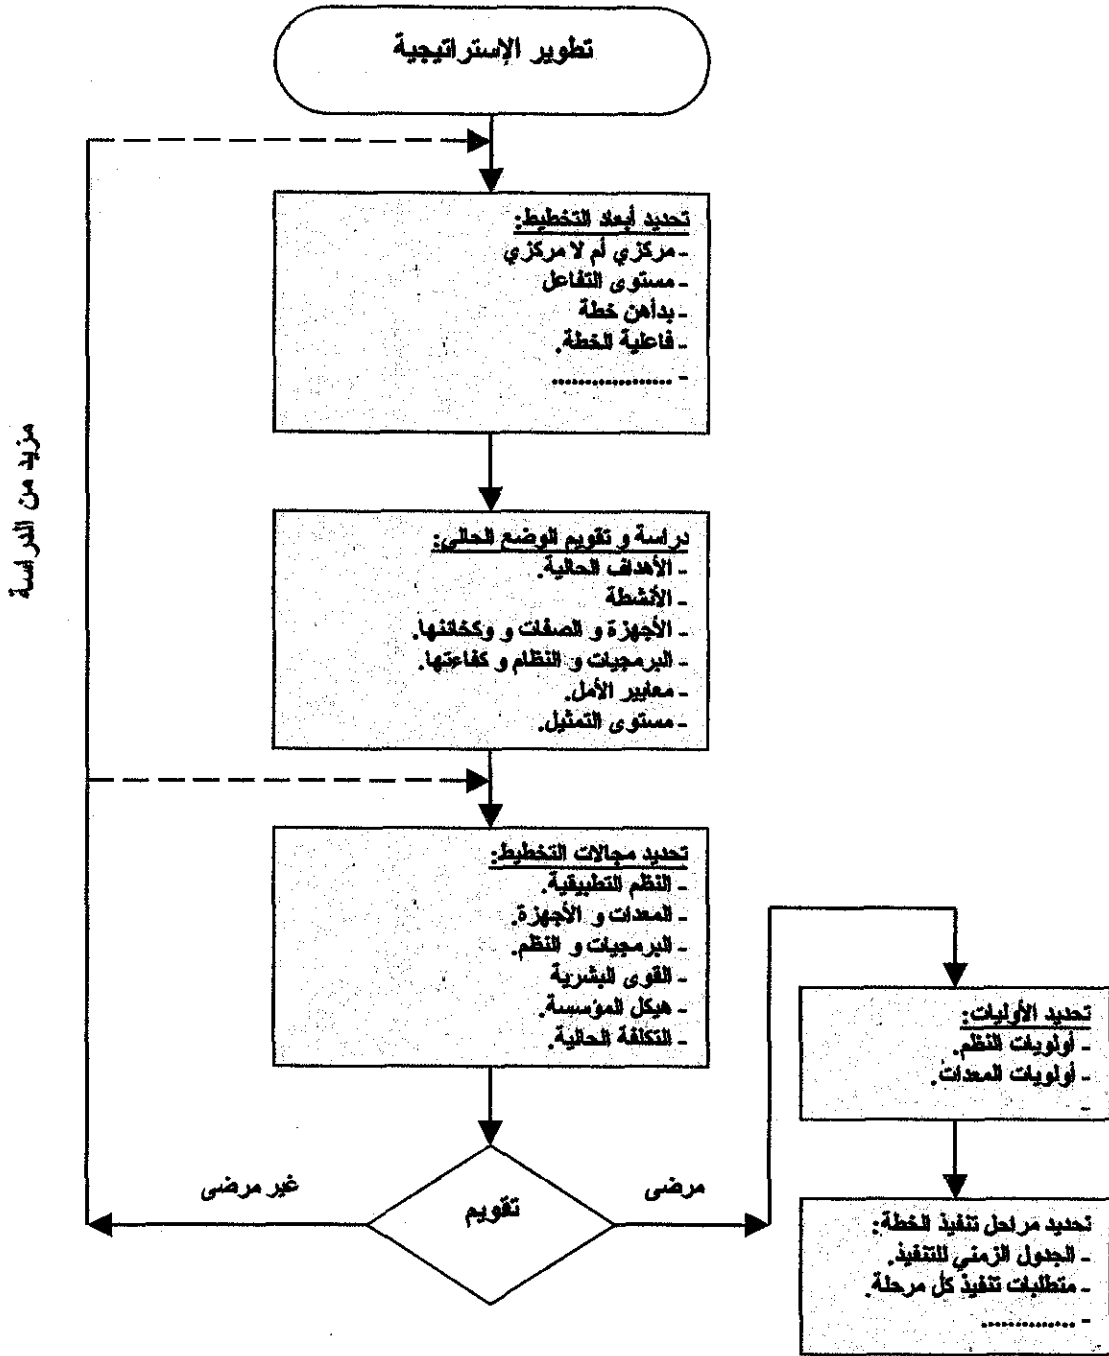 تطوير الإستراتيجية
تحديد أبعاد التخطيط:
- مركزي أم لا مركزي
- مستوى التفاعل
- بدأهن خطة
- فاعلية الخطة.
- ..................
مزيد من الدراسة
دراسة و تقويم الوضع الحالي:
- الأهداف الحالية.
- الأنشطة
- الأجهزة و الصفات و وكخاتنها.
- البرمجيات و النظام و كفاءتها.
- معايير الأمل.
- مستوى التمثيل.
تحديد مجالات التخطيط:
- النظم التطبيقية.
- المعدات و الأجهزة.
- البرمجيات و النظم.
- القوى البشرية
- هيكل المؤسسة.
- التكلفة الحالية.
تقويم
غير مرضى
مرضى
تحديد الأوليات:
- أولويات النظم.
- أولويات المعدات.
-
تحديد مراحل تنفيذ الخطة:
- الجدول الزمني للتنفيذ.
- متطلبات تنفيذ كل مرحلة.
- ..............